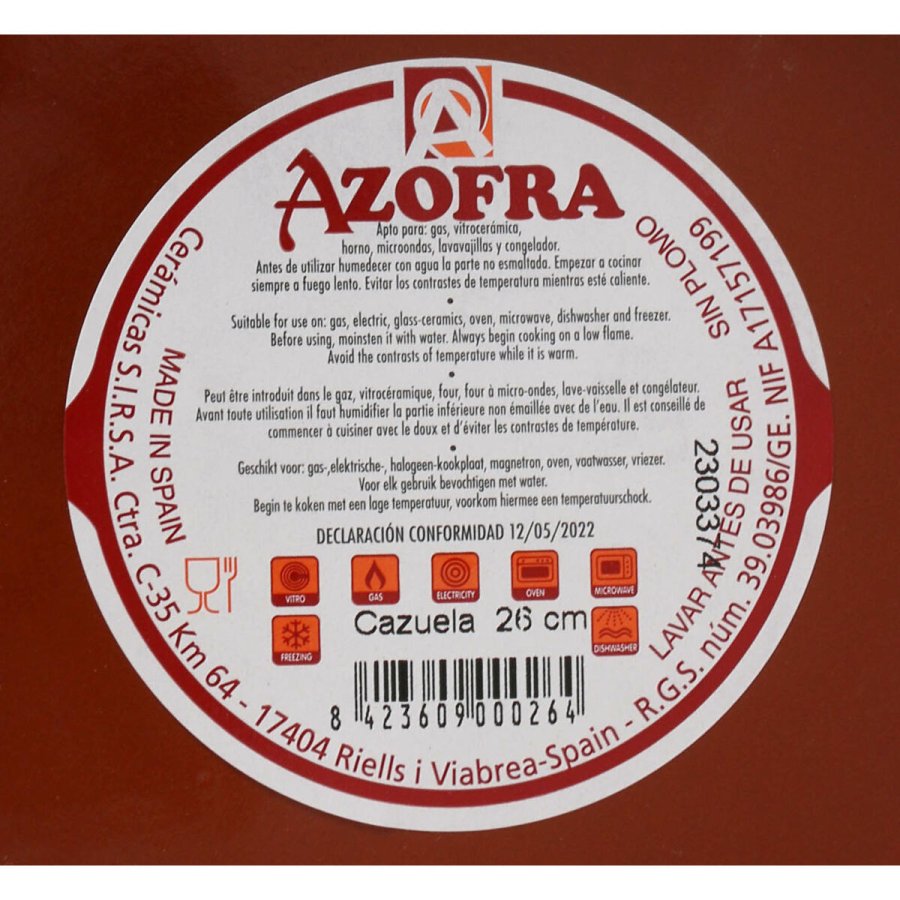 AZOFRA
Apto para: gas, vitrocerámica,
horno, microondas, lavavajillas y congelador.
Antes de utilizar humedecer con agua la parte no esmaltada. Empezar a cocinar
siempre a fuego lento. Evitar los contrastes de temperatura mientras esté caliente.
•
Suitable for use on: gas, electric, glass-ceramics, oven, microwave, dishwasher and freezer.
Before using, moinsten it with water. Always begin cooking on a low flame.
Avoid the contrasts of temperature while it is warm.
•
Peut être introduit dans le gaz, vitrocéramique, four, four à micro-ondes, lave-vaisselle et congélateur.
Avant toute utilisation il faut humidifier la partie inférieure non émaillée avec de l'eau. Il est conseillé de
commencer à cuisiner avec le doux et d'éviter les contrastes de température.
•
Geschikt voor: gas-,elektrische-, halogeen-kookplaat, magnetron, oven, vaatwasser, vriezer.
Voor elk gebruik bevochtigen met water.
Begin te koken met een lage temperatuur, voorkom hiermee een temperatuurschock.
DECLARACIÓN CONFORMIDAD 12/05/2022
VITRO
GAS
ELECTRICITY
OVEN
MICROWAVE
FREEZING
Cazuela 26 cm
DISHWASHER
8 423609 000264
MADE IN SPAIN
SIN PLOMO
LAVAR ANTES DE USAR
2303374
Cerámicas S.I.R.S.A. Ctra. C-35 Km 64 - 17404 Riells i Viabrea-Spain - R.G.S. núm. 39.03986/GE. NIF A17157199